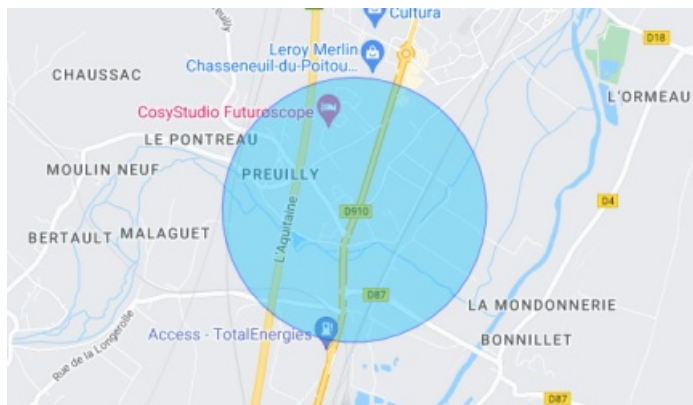 Cultura
euilly
D18
Leroy Merlin
Chasseneuil-du-Poitou...
CHAUSSAC
L'ORMEAU
CosyStudio Futuroscope
LE PONTREAU
MOULIN NEUF
PREUILLY
D4
D910
L'Aquitaine
BERTAULT
MALAGUET
D87
LA MONDONNERIE
Access - TotalEnergies
BONNILLET
Rue de la Longerolle
D87